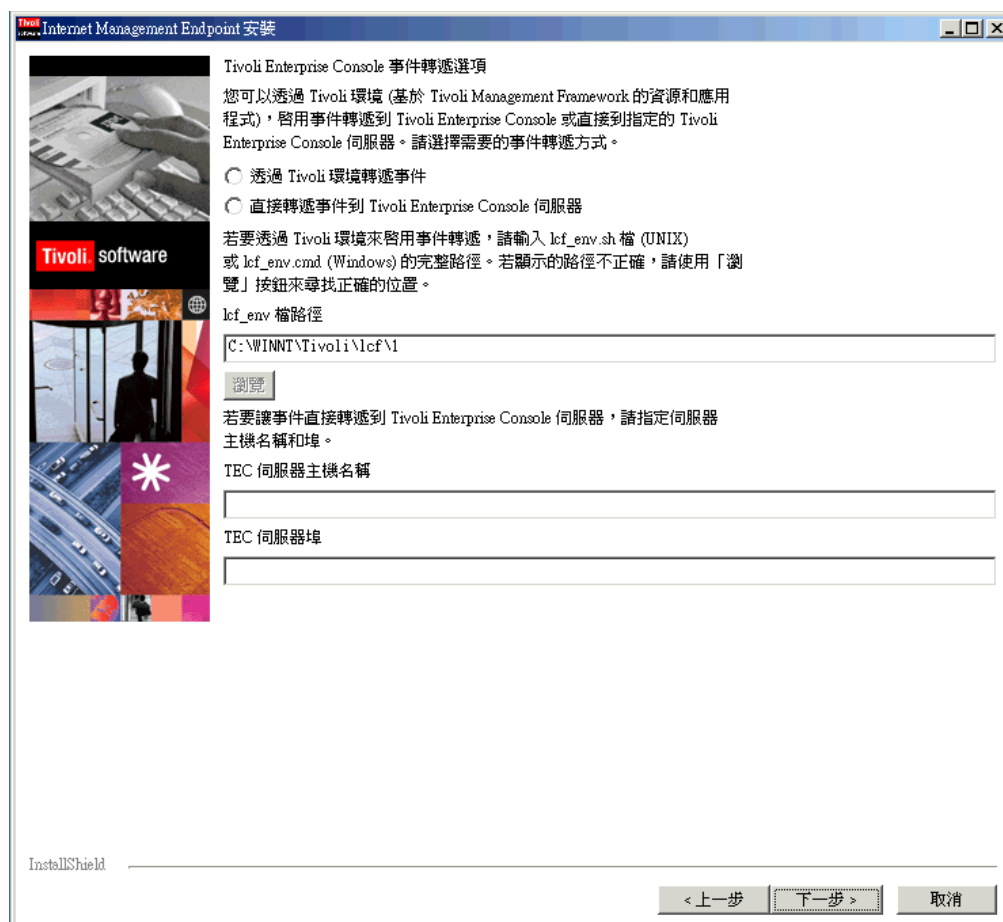 Internet Management Endpoint 安裝
Tivoli Enterprise Console 事件轉遞選項
您可以透過 Tivoli 環境 (基於 Tivoli Management Framework 的資源和應用
程式)，啓用事件轉遞到 Tivoli Enterprise Console 或直接到指定的 Tivoli
Enterprise Console 伺服器。請選擇需要的事件轉遞方式。
透過 Tivoli 環境轉遞事件
直接轉遞事件到 Tivoli Enterprise Console 伺服器
Tivoli. software
若要透過 Tivoli 環境來啓用事件轉遞，請輸入 lcf_env.sh 檔 (UNIX)
或 lcf_env.cmd (Windows) 的完整路徑。若顯示的路徑不正確，請使用「瀏
覽」按鈕來尋找正確的位置。
lcf_env 檔路徑
C:\WINNT\Tivoli\lcf\1
瀏覽
若要讓事件直接轉遞到 Tivoli Enterprise Console 伺服器，請指定伺服器
主機名稱和埠。
TEC 伺服器主機名稱
TEC 伺服器埠
InstallShield
< 上一步
下一步 >
取消